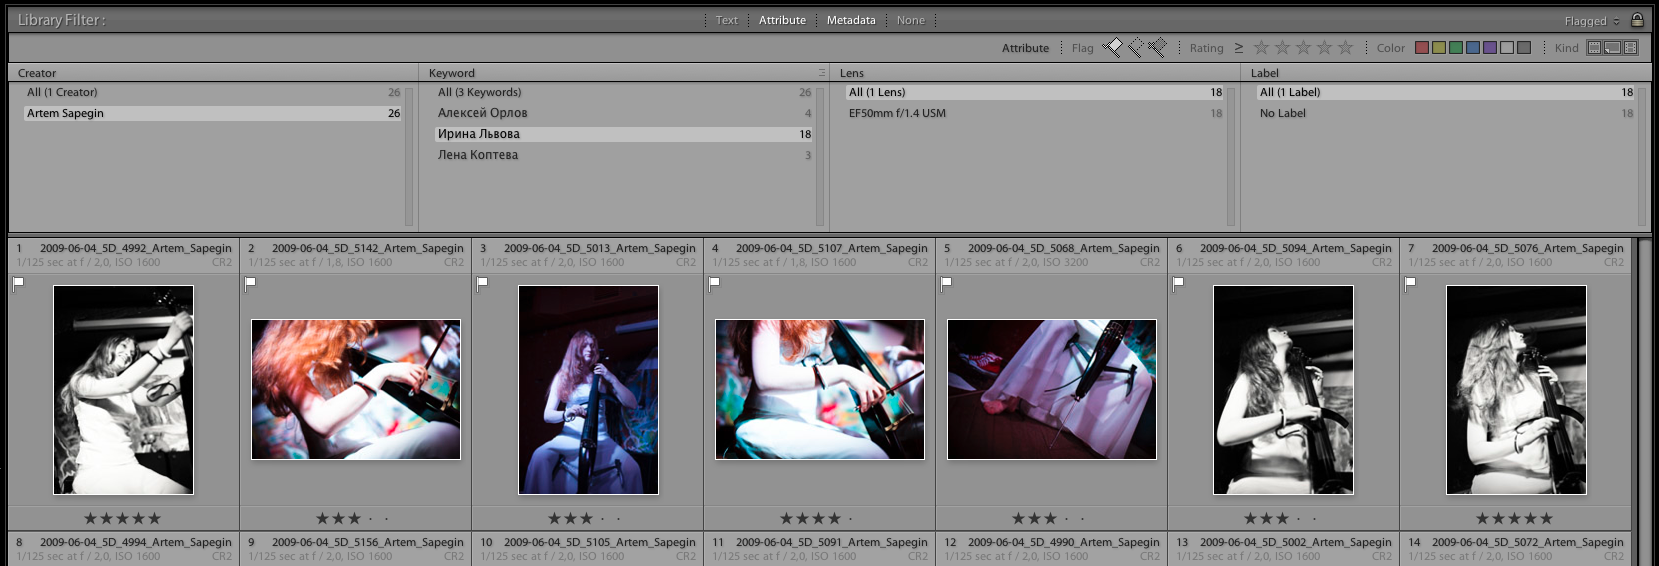 Library Filter : Text Attribute Metadata None Flagged
Attribute Flag Rating ≥ Color Kind
Creator Keyword Lens Label
All (1 Creator) 26 All (3 Keywords) 26 All (1 Lens) 18 All (1 Label) 18
Artem Sapegin 26 Алексей Орлов 4 EF50mm f/1.4 USM 18 No Label 18
Ирина Львова 18
Лена Коптева 3
1 2009-06-04_5D_4992_Artem_Sapegin 2 2009-06-04_5D_5142_Artem_Sapegin 3 2009-06-04_5D_5013_Artem_Sapegin 4 2009-06-04_5D_5107_Artem_Sapegin 5 2009-06-04_5D_5068_Artem_Sapegin 6 2009-06-04_5D_5094_Artem_Sapegin 7 2009-06-04_5D_5076_Artem_Sapegin
1/125 sec at f / 2,0, ISO 1600 CR2 1/125 sec at f / 1,8, ISO 1600 CR2 1/125 sec at f / 2,0, ISO 1600 CR2 1/125 sec at f / 1,8, ISO 1600 CR2 1/125 sec at f / 2,0, ISO 3200 CR2 1/125 sec at f / 2,0, ISO 1600 CR2 1/125 sec at f / 2,0, ISO 1600 CR2
8 2009-06-04_5D_4994_Artem_Sapegin 9 2009-06-04_5D_5156_Artem_Sapegin 10 2009-06-04_5D_5105_Artem_Sapegin 11 2009-06-04_5D_5091_Artem_Sapegin 12 2009-06-04_5D_4990_Artem_Sapegin 13 2009-06-04_5D_5002_Artem_Sapegin 14 2009-06-04_5D_5072_Artem_Sapegin
1/125 sec at f / 2,0, ISO 1600 CR2 1/125 sec at f / 2,0, ISO 1600 CR2 1/125 sec at f / 2,0, ISO 1600 CR2 1/125 sec at f / 2,0, ISO 1600 CR2 1/125 sec at f / 2,0, ISO 1600 CR2 1/125 sec at f / 2,0, ISO 1600 CR2 1/125 sec at f / 2,0, ISO 1600 CR2